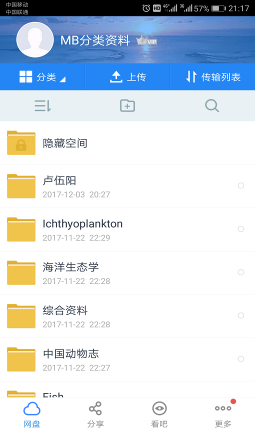 中国移动
中国联通
57% 21:17
MB分类资料
分类 上传 传输列表
隐藏空间
卢伍阳
2017-12-03 20:27
Ichthyoplankton
2017-11-22 22:29
海洋生态学
2017-11-22 22:28
综合资料
2017-11-22 22:28
中国动物志
2017-11-22 22:28
Fish
网盘 分享 看吧 更多